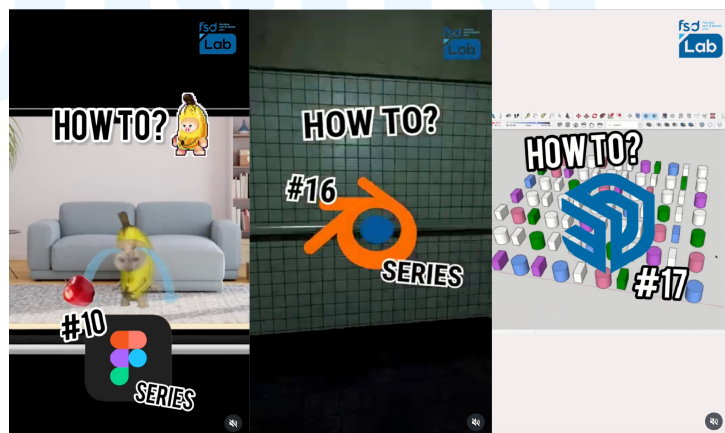 fsd
Lab
HOW TO?
#10
SERIES
fsd
Lab
HOW TO?
#16
SERIES
fsd
Lab
HOW TO?
#17